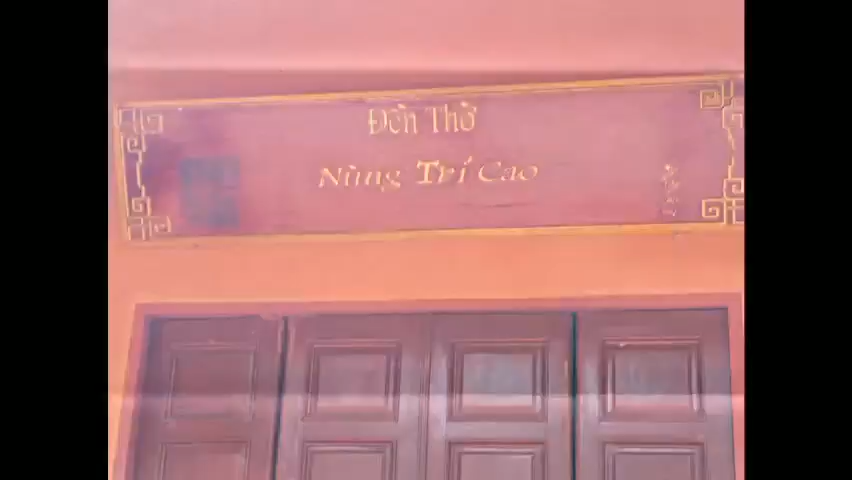 Đền Thờ
Nùng Trí Cao